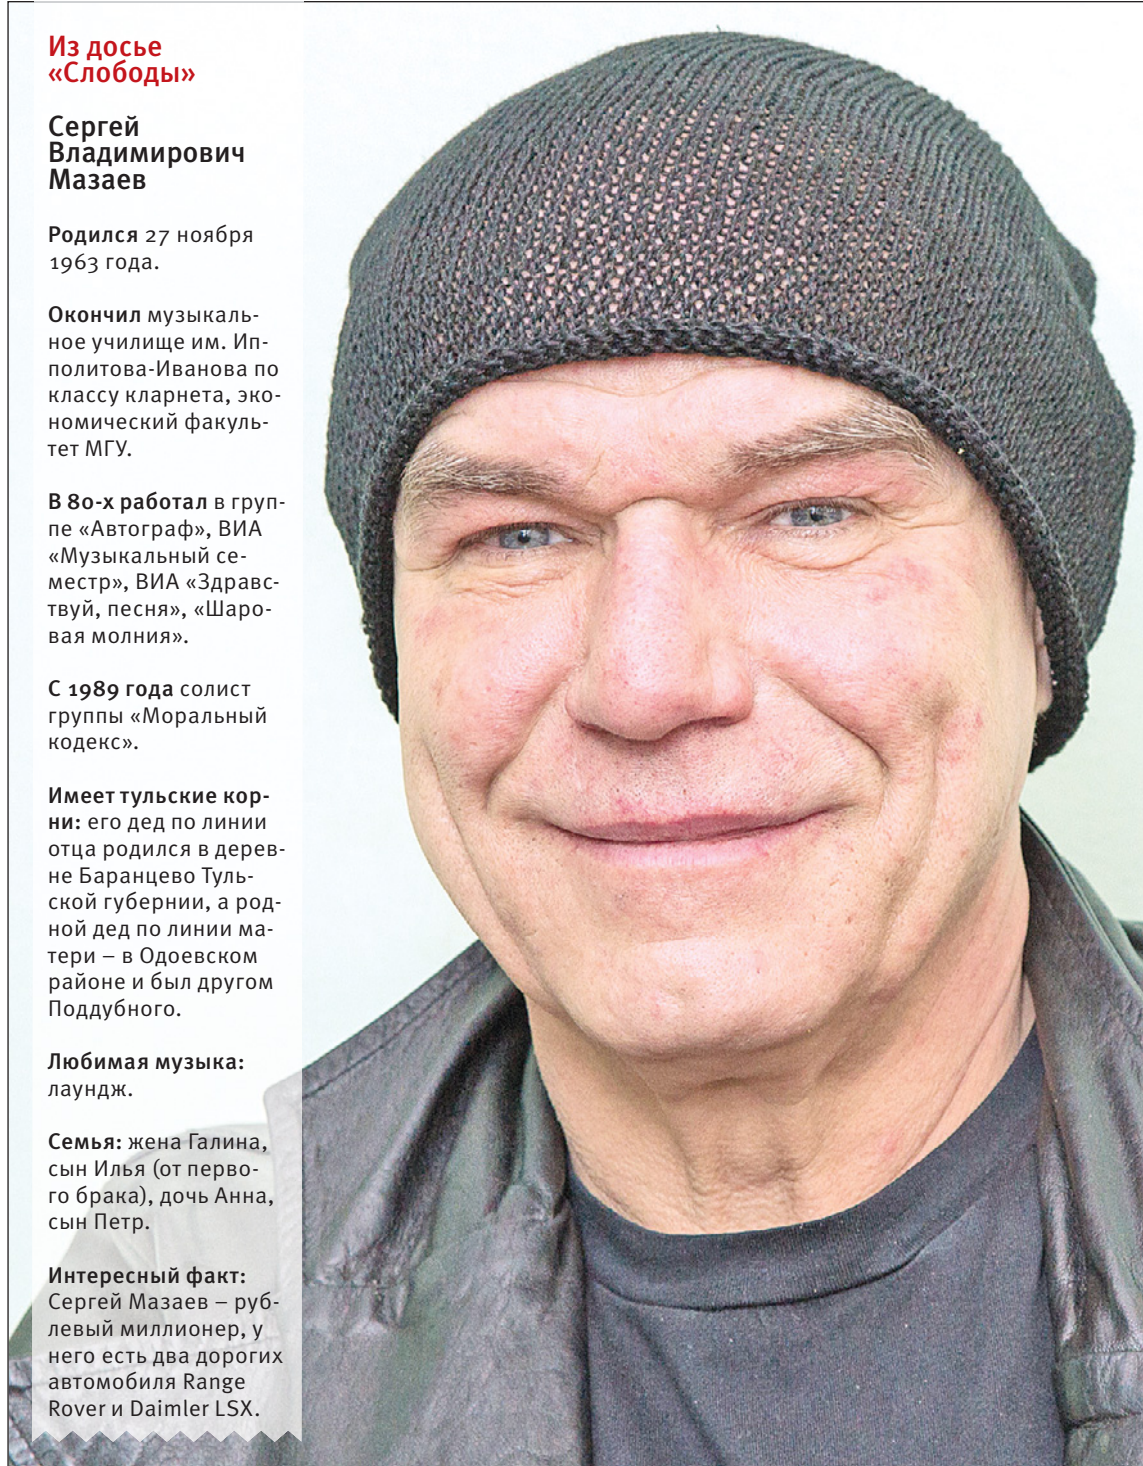 Из досье
«Слободы»
Сергей
Владимирович
Мазаев
Родился 27 ноября
1963 года.
Окончил музыкаль-
ное училище им. Ип-
политова-Иванова по
классу кларнета, эко-
номический факуль-
тет МГУ.
В 80-х работал в груп-
пе «Автограф», ВИА
«Музыкальный се-
местр», ВИА «Здравс-
твуй, песня», «Шаро-
вая молния».
С 1989 года солист
группы «Моральный
кодекс».
Имеет тульские кор-
ни: его дед по линии
отца родился в дерев-
не Баранцево Туль-
ской губернии, а род-
ной дед по линии ма-
тери – в Одоевском
районе и был другом
Поддубного.
Любимая музыка:
лаундж.
Семья: жена Галина,
сын Илья (от перво-
го брака), дочь Анна,
сын Петр.
Интересный факт:
Сергей Мазаев – руб-
левый миллионер, у
него есть два дорогих
автомобиля Range
Rover и Daimler LSX.